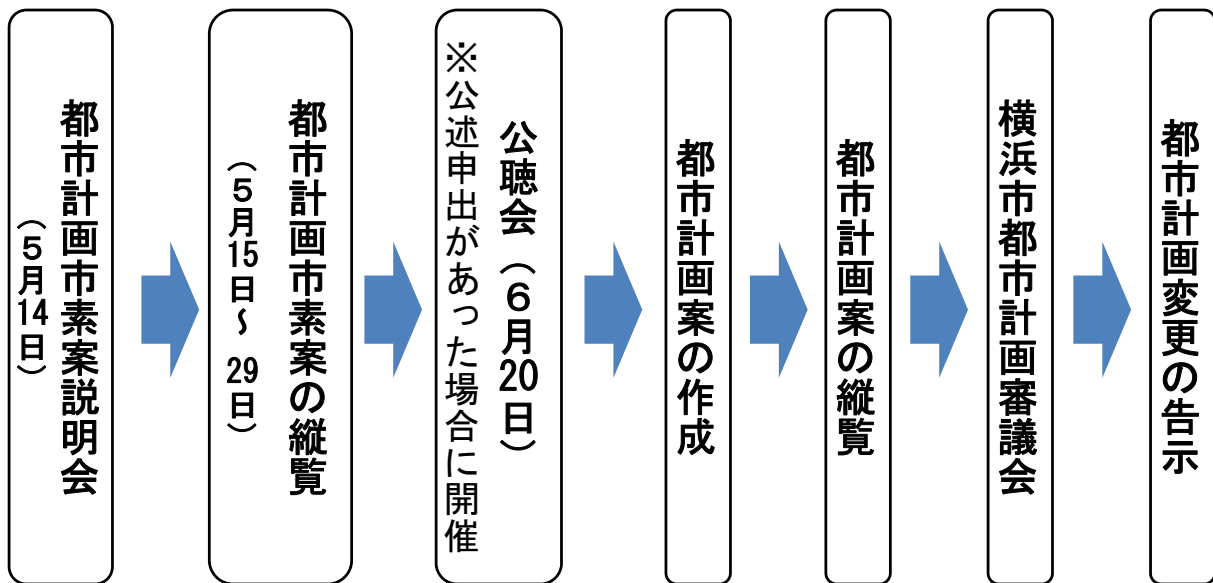 都市計画市素案説明会
（５月14日）
都市計画市素案の縦覧
（５月15日～ 29日）
公聴会（６月20日）
※公述申出があった場合に開催
都市計画案の作成
都市計画案の縦覧
横浜市都市計画審議会
都市計画変更の告示